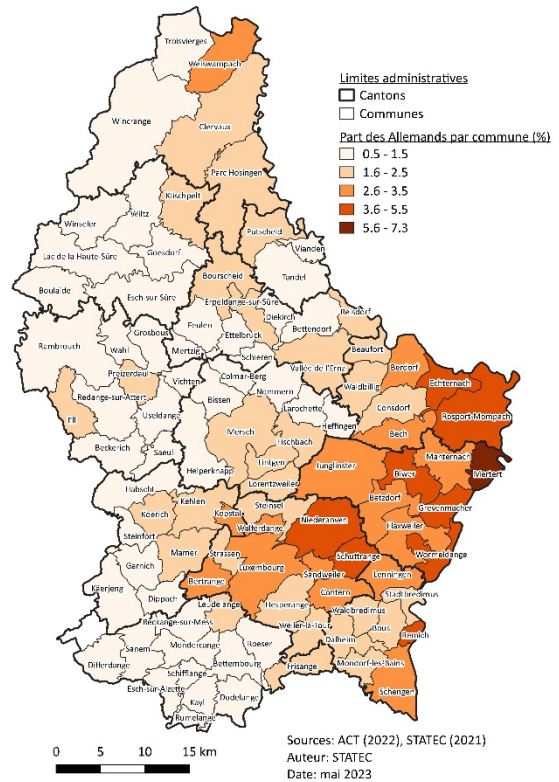 Troisvierges
Weiswampach
Limites administratives
Cantons
Communes
Part des Allemands par commune (%)
0.5 - 1.5
1.6 - 2.5
2.6 - 3.5
3.6 - 5.5
5.6 - 7.3
Wincrange
Clervaux
Parc Hosingen
Kiischpelt
Wiltz
Winseler
Putscheid
Vianden
Goesdorf
Lac de la Haute-Sûre
Tandel
Bourscheid
Boulaide
Esch-sur-Sûre
Erpeldange-sur-Sûre
Diekirch
Reisdorf
Feulen
Ettelbruck
Bettendorf
Grosbous
Rambrouch
Wahl
Mertzig
Schieren
Beaufort
Berdorf
Vallée de l'Ernz
Preizerdaul
Vichten
Colmar-Berg
Waldbillig
Echternach
Redange-sur-Attert
Bissen
Nommern
Consdorf
Rosport-Mompach
Ell
Useldange
Larochette
Heffingen
Mersch
Bech
Beckerich
Saeul
Fischbach
Manternach
Helperknapp
Lintgen
Junglinster
Biwer
Mertert
Lorentzweiler
Habscht
Betzdorf
Kehlen
Steinsel
Grevenmacher
Koerich
Kopstal
Niederanven
Flaxweiler
Steinfort
Walferdange
Strassen
Schuttrange
Wormeldange
Mamer
Garnich
Luxembourg
Sandweiler
Lenningen
Bertrange
Contern
Stadtbredimus
Käerjeng
Dippach
Leudelange
Hesperange
Waldbredimus
Reckange-sur-Mess
Weiler-la-Tour
Bous
Remich
Roeser
Dalheim
Sanem
Mondercange
Differdange
Bettembourg
Frisange
Mondorf-les-Bains
Schifflange
Esch-sur-Alzette
Schengen
Kayl
Dudelange
Rumelange
Sources: ACT (2022), STATEC (2021)
Auteur: STATEC
Date: mai 2023
0 5 10 15 km